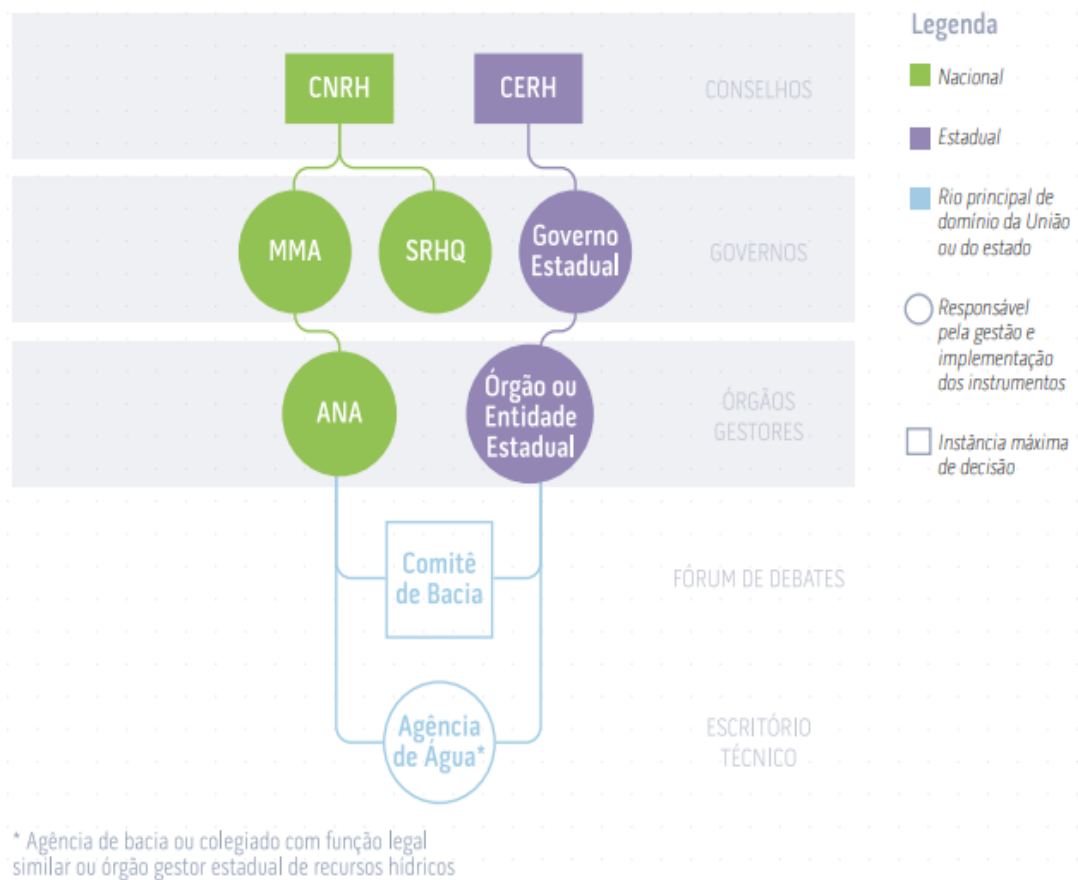 CNRH
CERH
CONSELHOS
MMA
SRHQ
Governo
Estadual
GOVERNOS
ANA
Órgão ou
Entidade
Estadual
ÓRGÃOS
GESTORES
Comitê
de Bacia
FÓRUM DE DEBATES
Agência
de Água*
ESCRITÓRIO
TÉCNICO
* Agência de bacia ou colegiado com função legal
similar ou órgão gestor estadual de recursos hídricos
Legenda
Nacional
Estadual
Rio principal de
domínio da União
ou do estado
Responsável
pela gestão e
implementação
dos instrumentos
Instância máxima
de decisão